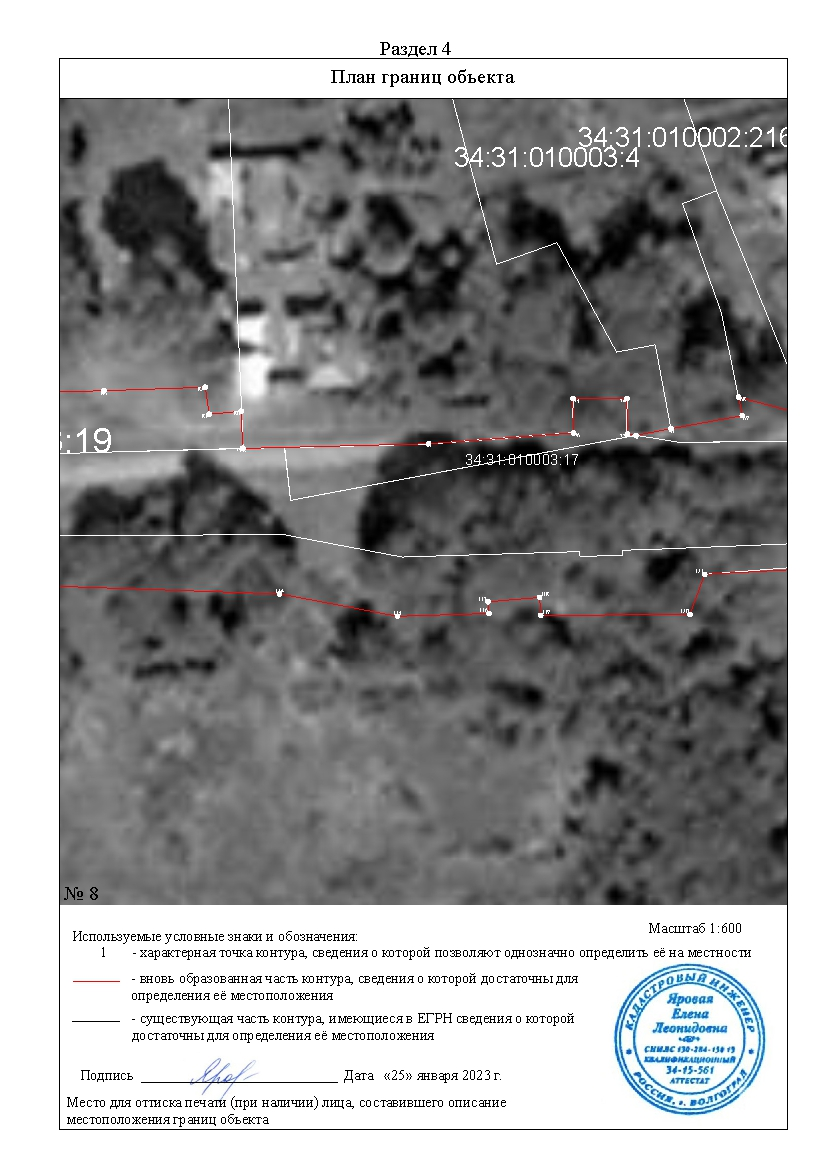 Раздел 4
План границ объекта
34:31:010002:216
34:31:010003:4
:19
34:31:010003:17
№ 8
Масштаб 1:600
Используемые условные знаки и обозначения:
1 - характерная точка контура, сведения о которой позволяют однозначно определить её на местности
- вновь образованная часть контура, сведения о которой достаточны для
определения её местоположения
- существующая часть контура, имеющиеся в ЕГРН сведения о которой
достаточны для определения её местоположения
КАДАСТРОВЫЙ ИНЖЕНЕР
Яровая
Елена
Леонидовна
КВАЛИФИКАЦИОННЫЙ
34-15-561
АТТЕСТАТ
РОССИЯ, г. ВОЛГОГРАД
Подпись Дата «25» января 2023 г.
Место для оттиска печати (при наличии) лица, составившего описание
местоположения границ объекта